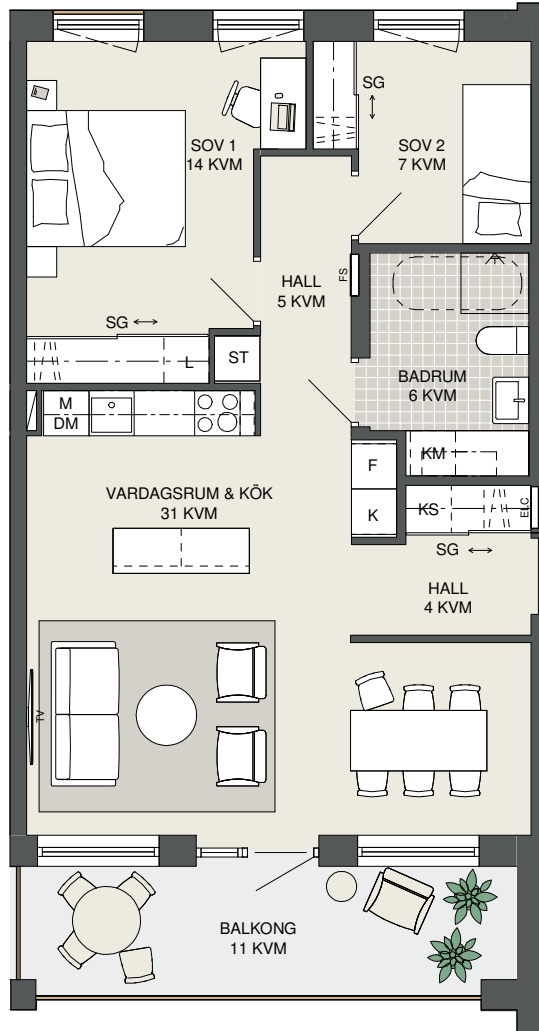 SG
SOV 1
14 KVM
SOV 2
7 KVM
HALL
5 KVM
FS
SG
L
ST
BADRUM
6 KVM
M
DM
KM
F
VARDAGSRUM & KÖK
31 KVM
K
KS
ELC
SG
HALL
4 KVM
TV
BALKONG
11 KVM